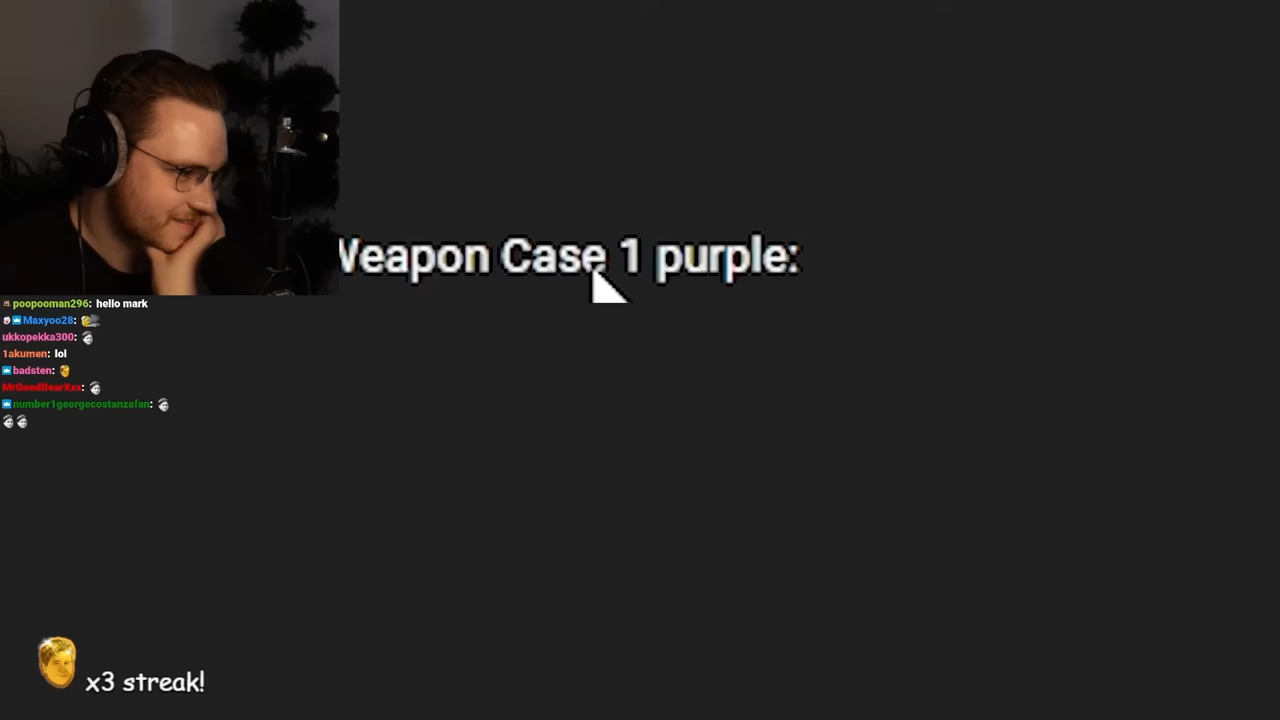 Weapon Case 1 purple:
poopooman296: hello mark
Maxyoo28:
ukkopekka300:
1akumen: lol
badsten:
MrGoodBearXxx:
number1georgecostanzafan:
x3 streak!